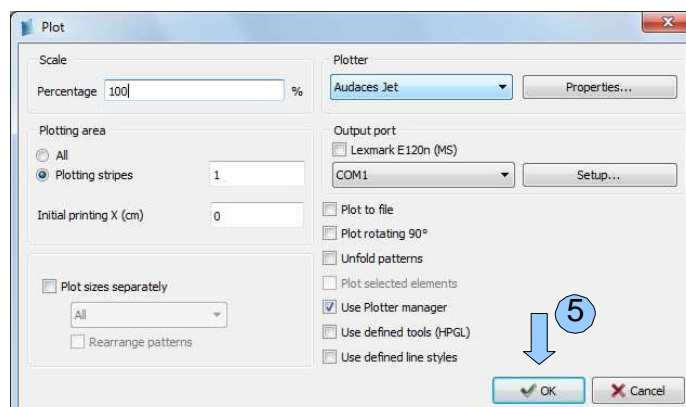 Plot
Scale
Percentage 100 %
Plotter
Audaces Jet Properties...
Plotting area
All
Plotting stripes 1
Initial printing X (cm) 0
Output port
Lexmark E120n (MS)
COM1 Setup...
Plot to file
Plot rotating 90°
Unfold patterns
Plot selected elements
Use Plotter manager
Use defined tools (HPGL)
Use defined line styles
Plot sizes separately
All
Rearrange patterns
5
OK Cancel